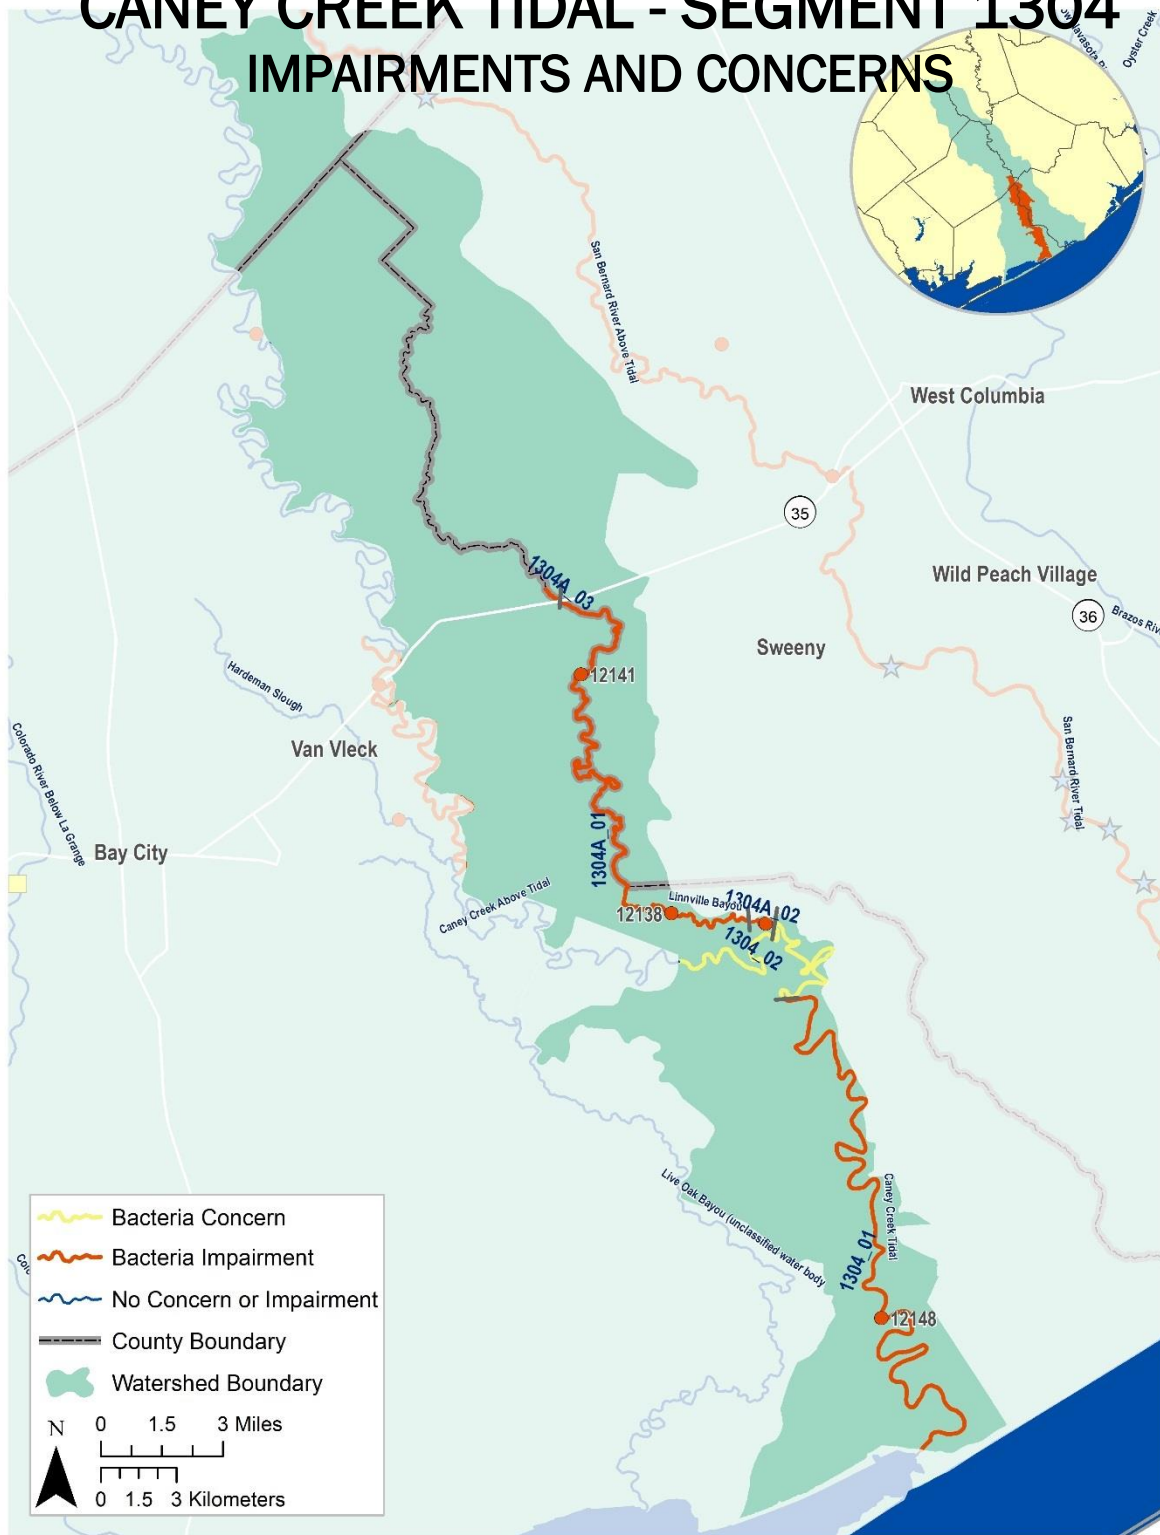 CANEY CREEK TIDAL - SEGMENT 1304
IMPAIRMENTS AND CONCERNS
Oyster Creek
San Bernard River Above Tidal
West Columbia
35
1304A_03
Wild Peach Village
36
Brazos Riv
Sweeny
12141
Hardeman Slough
Van Vleck
San Bernard River Tidal
Colorado River Below La Grange
1304A_01
Bay City
Caney Creek Above Tidal
Linnville Bayou
1304A_02
12138
1304_02
Live Oak Bayou (unclassified water body
Caney Creek Tidal
1304_01
12148
Bacteria Concern
Bacteria Impairment
No Concern or Impairment
County Boundary
Watershed Boundary
N
0 1.5 3 Miles
0 1.5 3 Kilometers